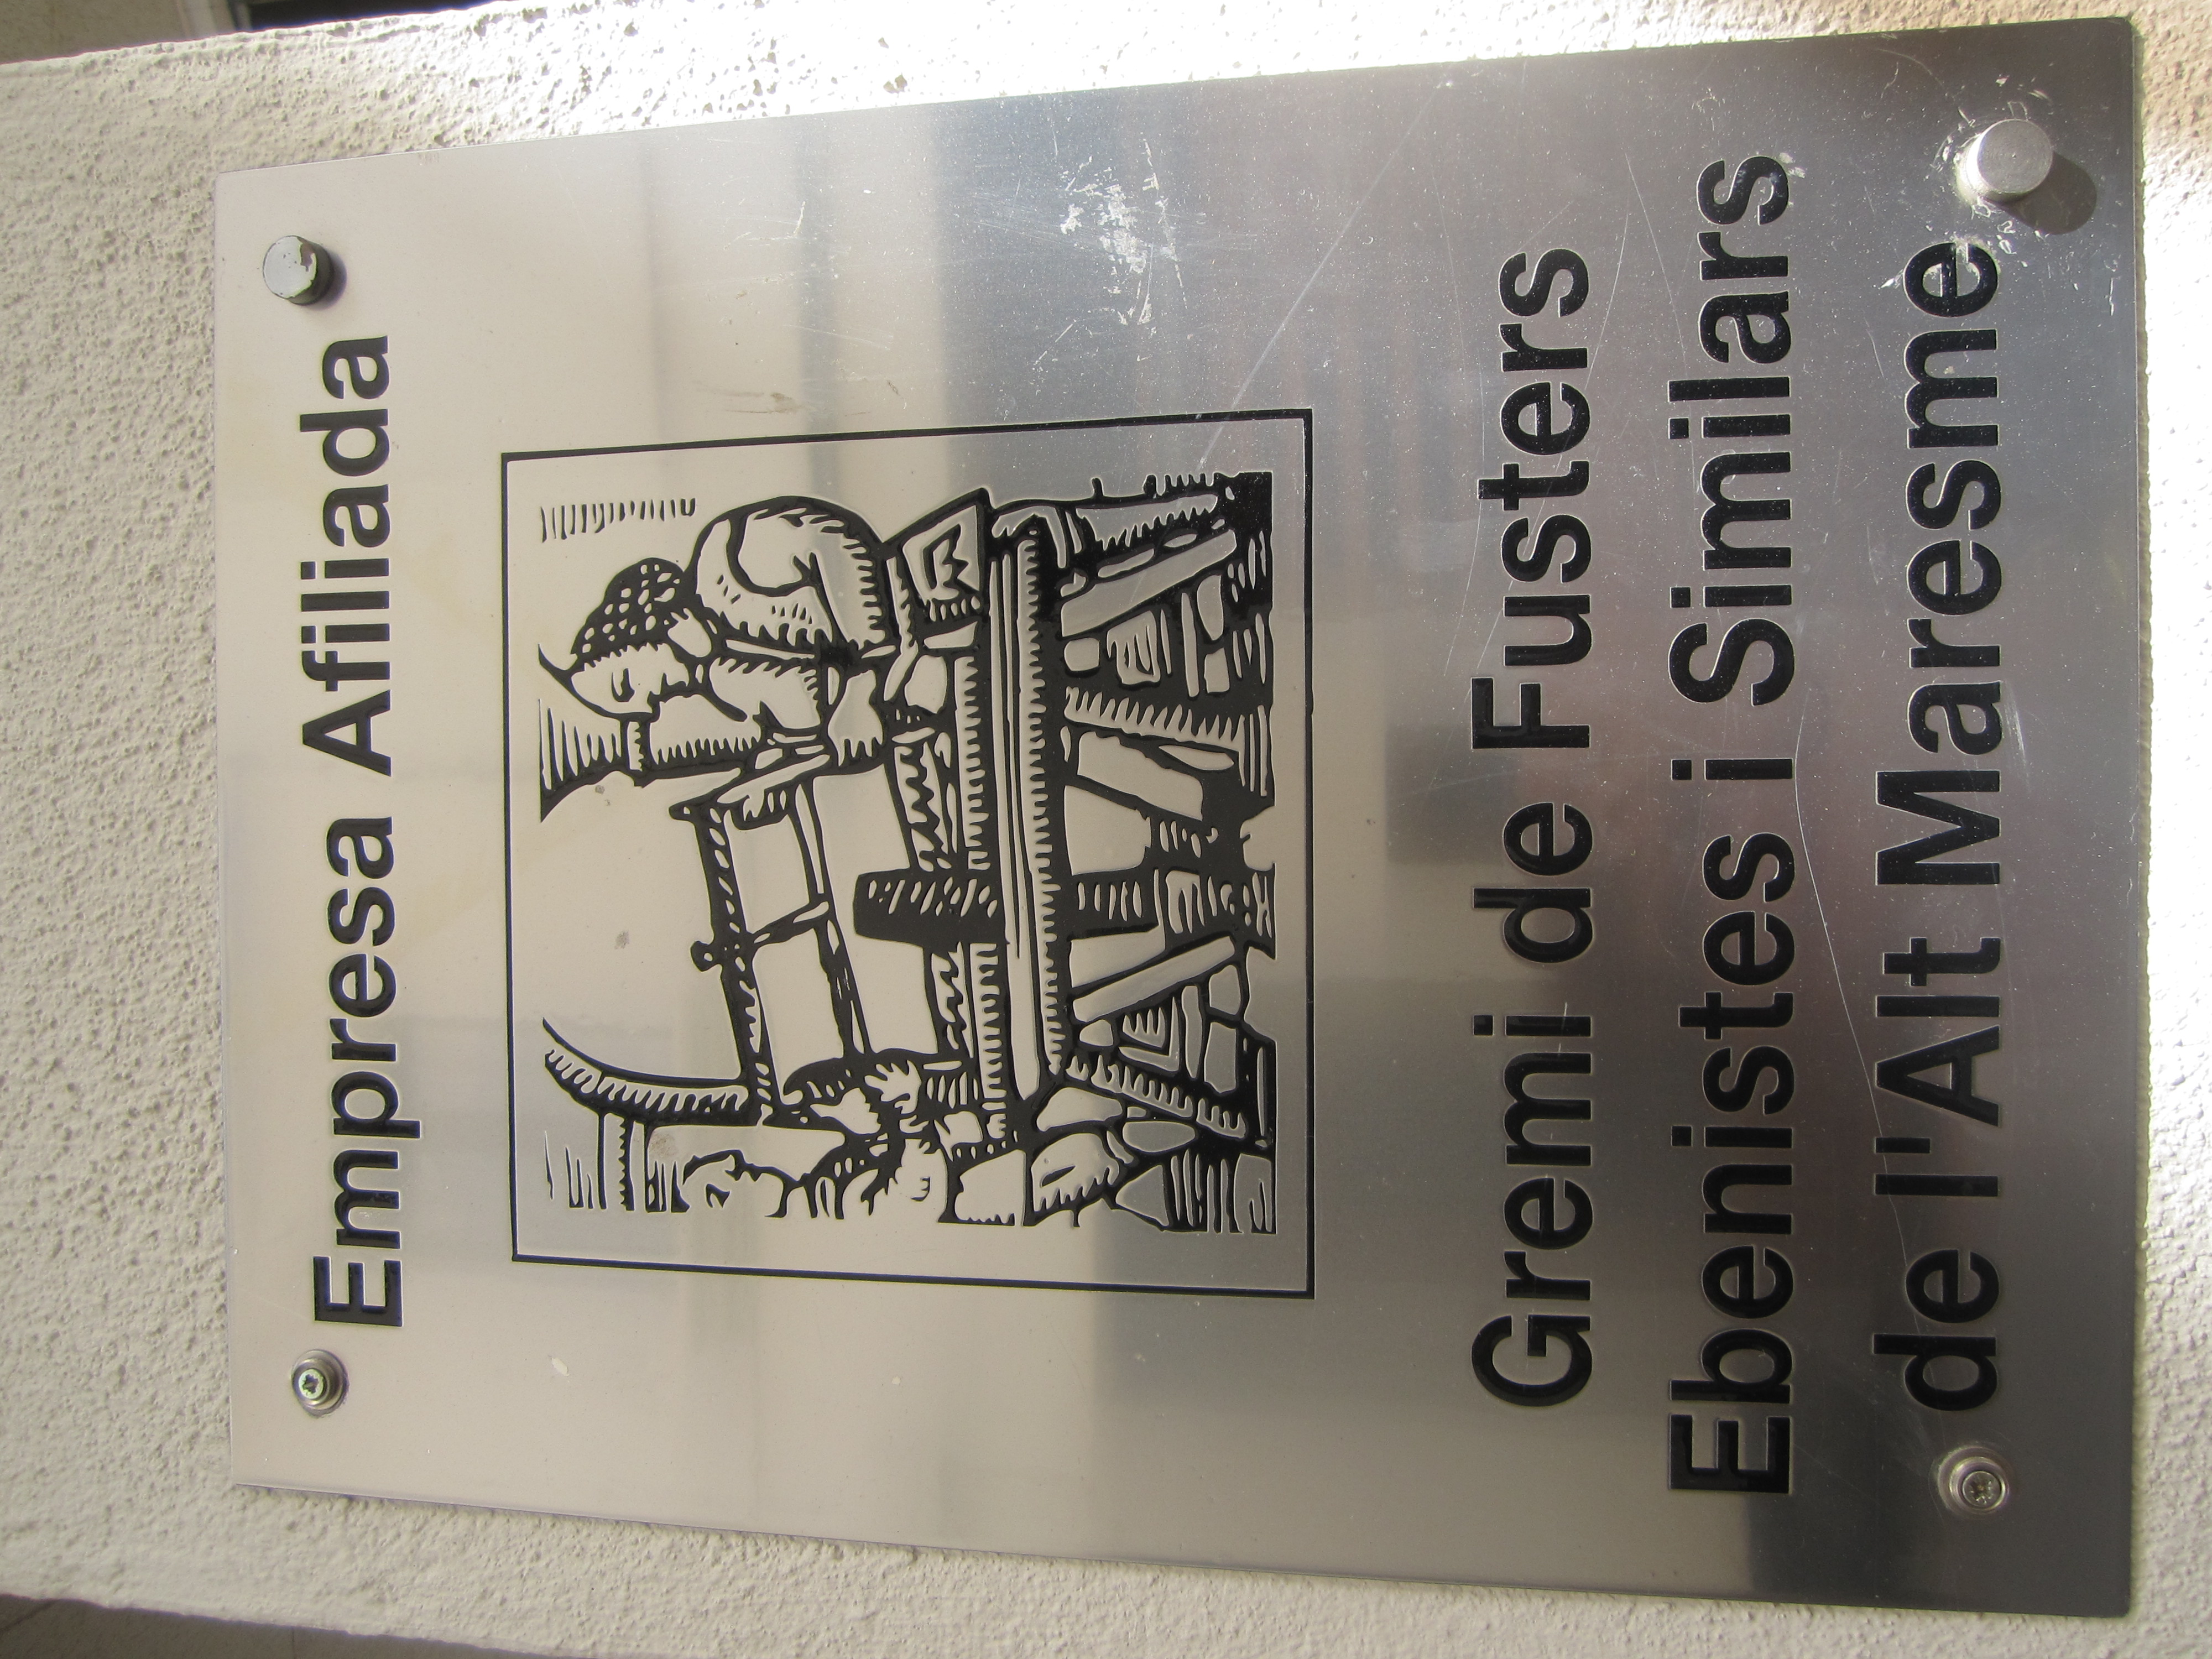 Empresa Afiliada
Gremi de Fusters
Ebenistes i Similars
de l'Alt Maresme